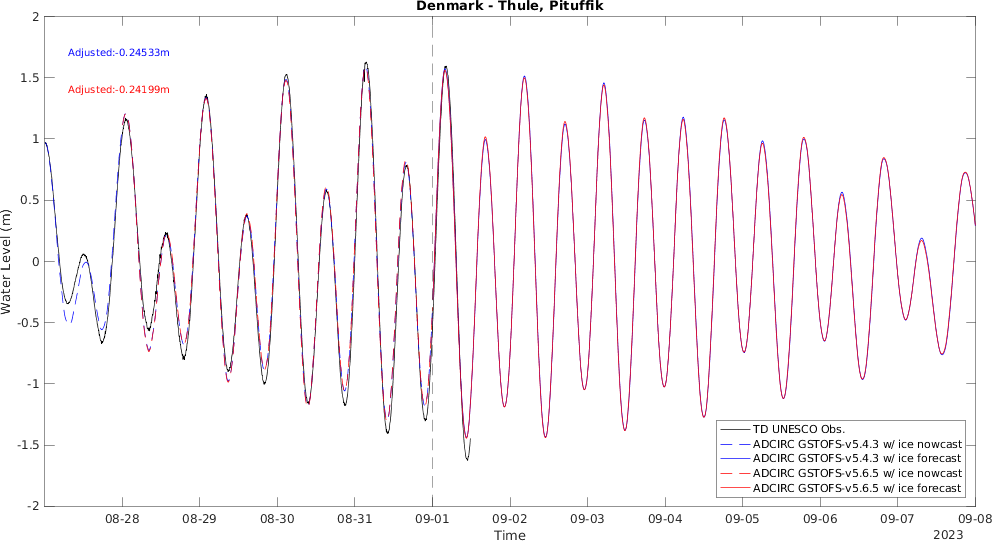 Denmark - Thule, Pituffik
Adjusted:-0.24533m
Adjusted:-0.24199m
Water Level (m)
2
1.5
1
0.5
0
-0.5
-1
-1.5
-2
TD UNESCO Obs.
ADCIRC GSTOFS-v5.4.3 w/ ice nowcast
ADCIRC GSTOFS-v5.4.3 w/ ice forecast
ADCIRC GSTOFS-v5.6.5 w/ ice nowcast
ADCIRC GSTOFS-v5.6.5 w/ ice forecast
08-28 08-29 08-30 08-31 09-01 09-02 09-03 09-04 09-05 09-06 09-07 09-08
Time
2023